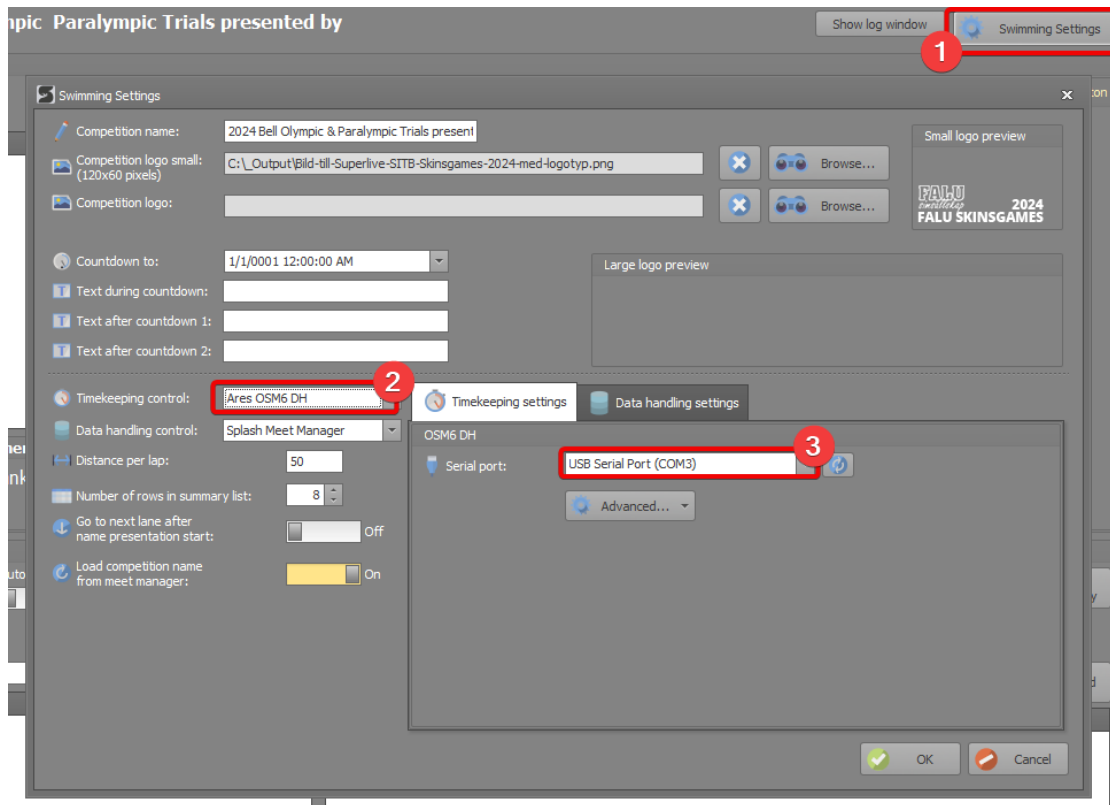 npic Paralympic Trials presented by
Show log window
Swimming Settings
1
Swimming Settings
Competition name:
2024 Bell Olympic & Paralympic Trials present
Small logo preview
Competition logo small:
(120x60 pixels)
C:\_Output\Bild-till-Superlive-SITB-Skinsgames-2024-med-logotyp.png
Browse...
Competition logo:
Browse...
FALU
2024
FALU SKINSGAMES
Countdown to:
1/1/0001 12:00:00 AM
Large logo preview
Text during countdown:
Text after countdown 1:
Text after countdown 2:
2
Timekeeping control:
Ares OSM6 DH
Timekeeping settings
Data handling settings
Data handling control:
Splash Meet Manager
OSM6 DH
3
Distance per lap:
50
Serial port:
USB Serial Port (COM3)
Number of rows in summary list:
8
Advanced...
Go to next lane after
name presentation start:
Off
Load competition name
from meet manager:
On
OK
Cancel